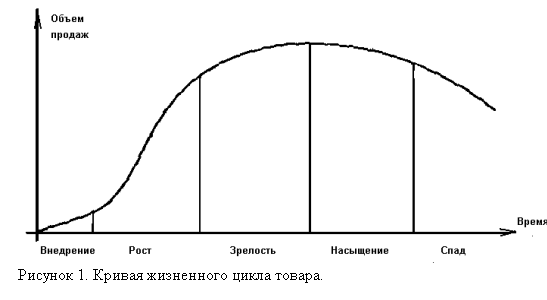 Объем
продаж
Время
Внедрение Рост Зрелость Насыщение Спад
Рисунок 1. Кривая жизненного цикла товара.